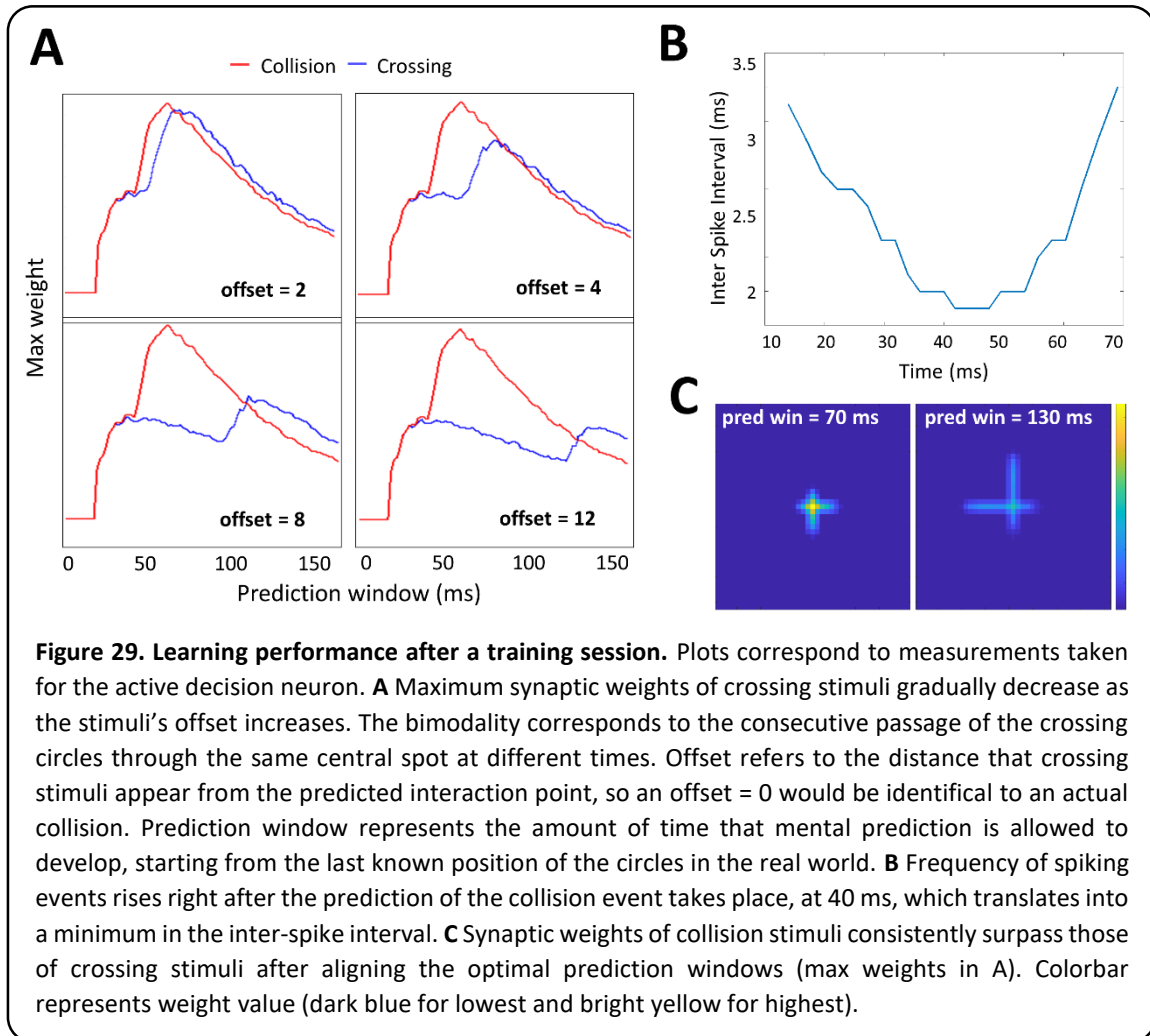 A
Collision Crossing
Max weight
offset = 2
offset = 4
offset = 8
offset = 12
0 50 100 150 0 50 100 150
Prediction window (ms)
B
Inter Spike Interval (ms)
3.5
3
2.5
2
10 20 30 40 50 60 70
Time (ms)
C
pred win = 70 ms
pred win = 130 ms
Figure 29. Learning performance after a training session. Plots correspond to measurements taken
for the active decision neuron. A Maximum synaptic weights of crossing stimuli gradually decrease as
the stimuli’s offset increases. The bimodality corresponds to the consecutive passage of the crossing
circles through the same central spot at different times. Offset refers to the distance that crossing
stimuli appear from the predicted interaction point, so an offset = 0 would be identifical to an actual
collision. Prediction window represents the amount of time that mental prediction is allowed to
develop, starting from the last known position of the circles in the real world. B Frequency of spiking
events rises right after the prediction of the collision event takes place, at 40 ms, which translates into
a minimum in the inter-spike interval. C Synaptic weights of collision stimuli consistently surpass those
of crossing stimuli after aligning the optimal prediction windows (max weights in A). Colorbar
represents weight value (dark blue for lowest and bright yellow for highest).